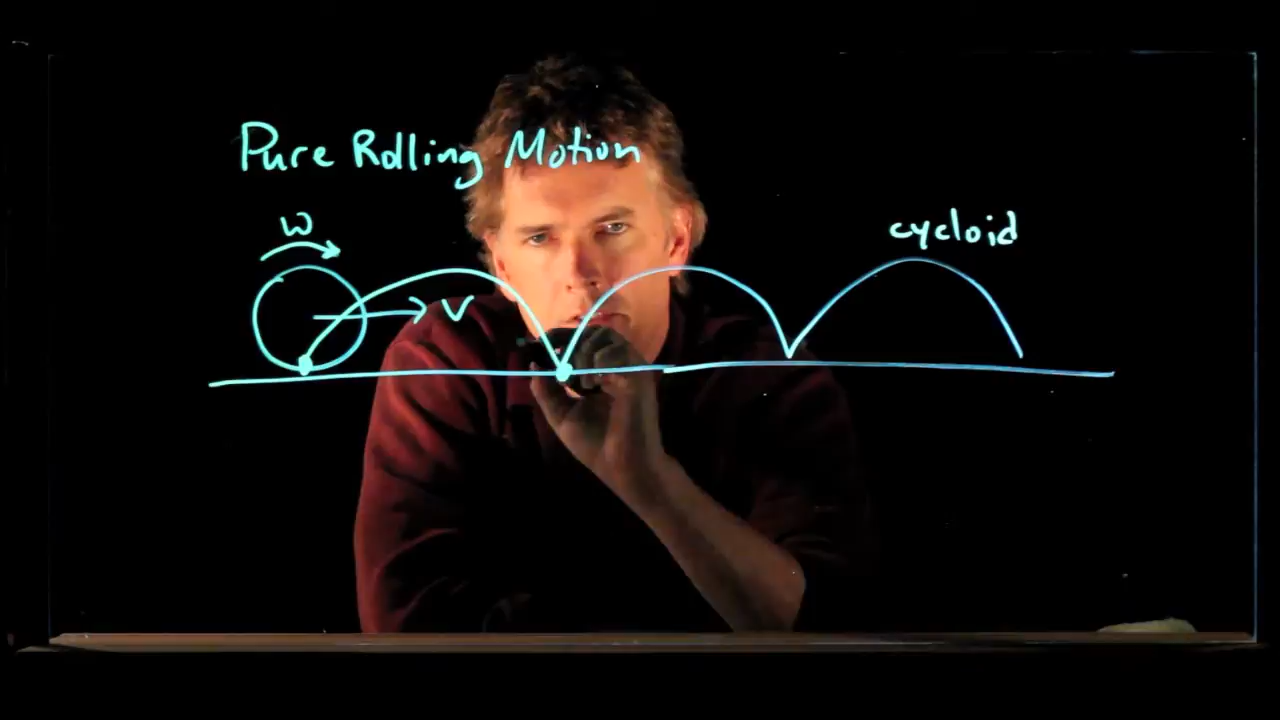 Pure Rolling Motion
ω
cycloid
v